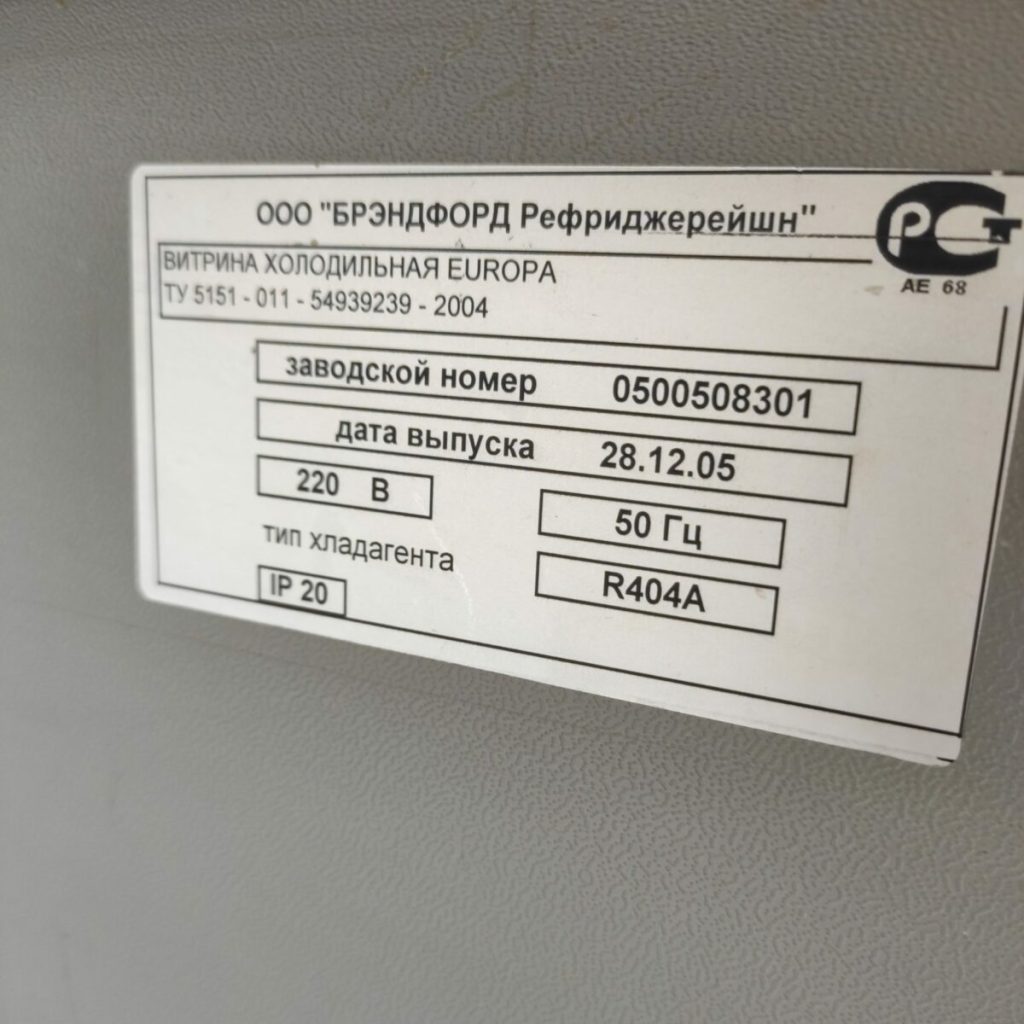 ООО "БРЭНДФОРД Рефриджерейшн"
РСТ
АЕ 68
ВИТРИНА ХОЛОДИЛЬНАЯ EUROPA
ТУ 5151 - 011 - 54939239 - 2004
заводской номер 0500508301
дата выпуска 28.12.05
220 В 50 Гц
тип хладагента R404A
IP 20